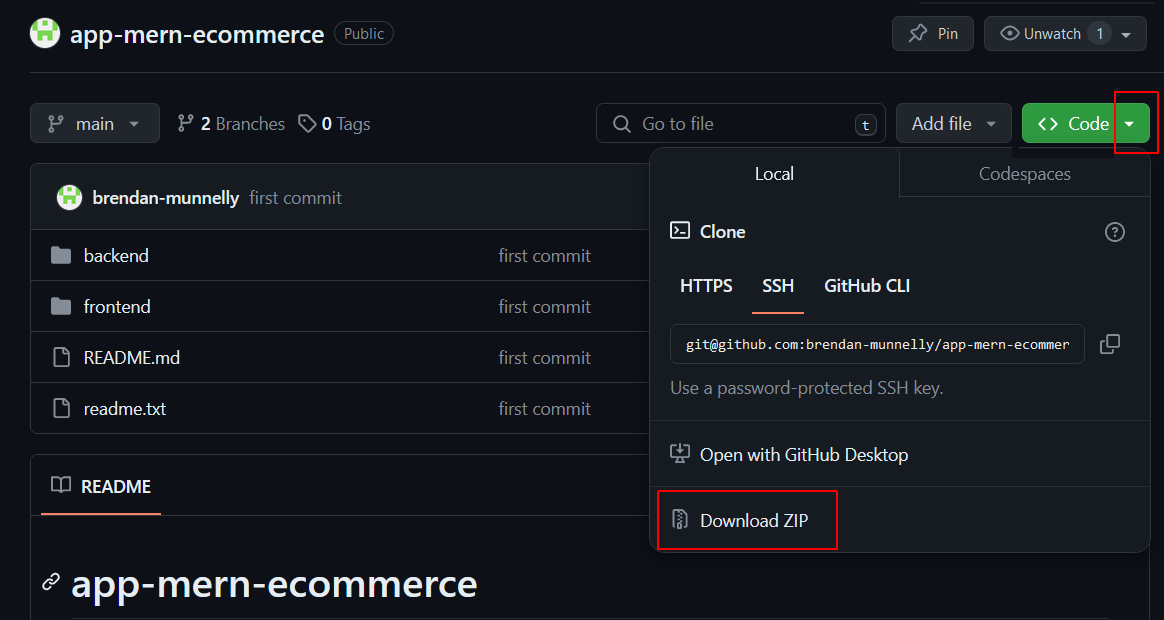 app-mern-ecommerce Public Pin Unwatch 1
main 2 Branches 0 Tags Go to file t Add file <> Code
Local Codespaces
brendan-munnelly first commit
Clone
backend first commit
HTTPS SSH GitHub CLI
frontend first commit
git@github.com:brendan-munnelly/app-mern-ecommer
README.md first commit
Use a password-protected SSH key.
readme.txt first commit
Open with GitHub Desktop
README
Download ZIP
app-mern-ecommerce